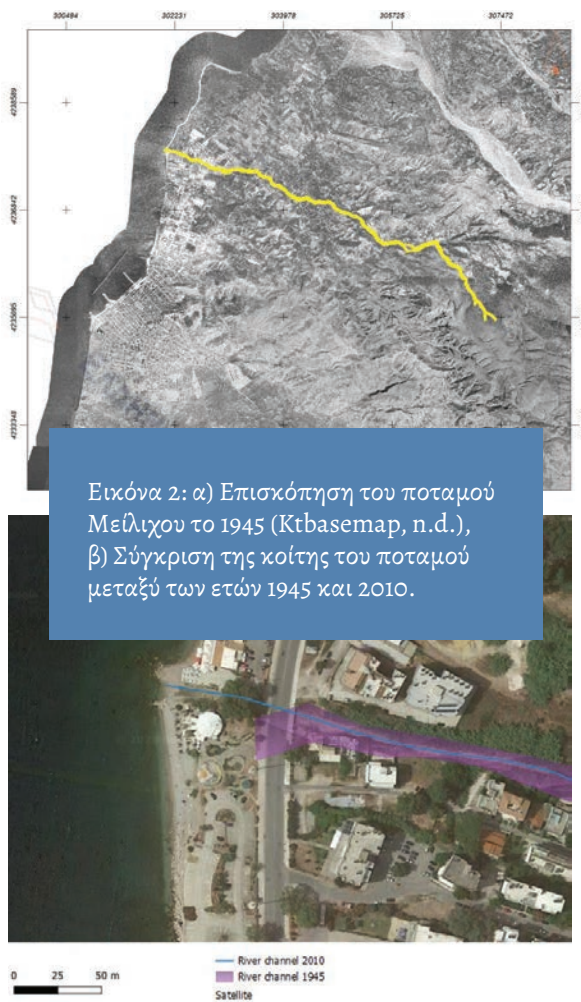 300484 302231 303978 305725 307472
4238589
4236842
4235095
4233348
Εικόνα 2: α) Επισκόπηση του ποταμού
Μείλιχου το 1945 (Ktbasemap, n.d.),
β) Σύγκριση της κοίτης του ποταμού
μεταξύ των ετών 1945 και 2010.
River channel 2010
River channel 1945
Satellite
0 25 50 m